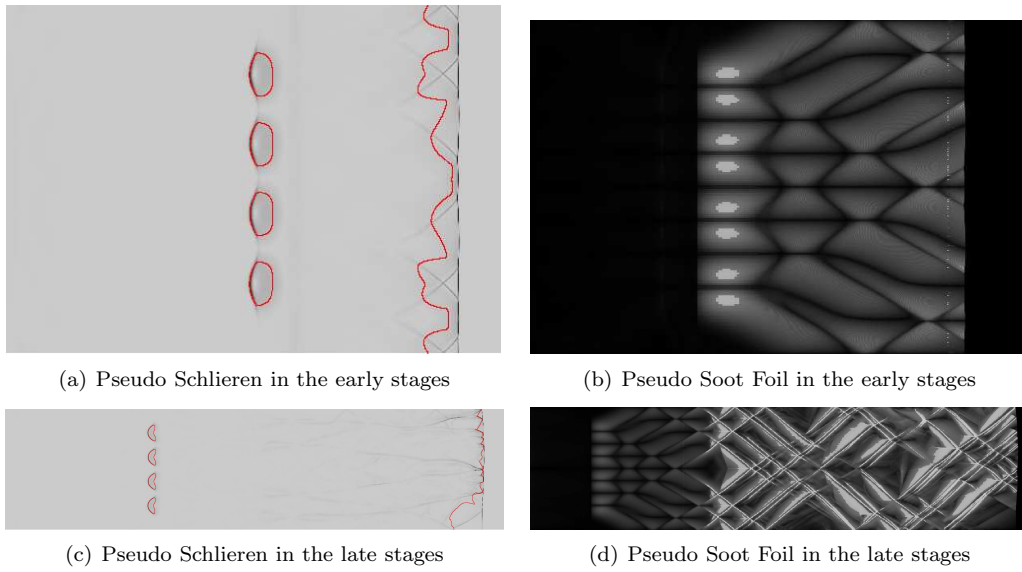 (a) Pseudo Schlieren in the early stages
(b) Pseudo Soot Foil in the early stages
(c) Pseudo Schlieren in the late stages
(d) Pseudo Soot Foil in the late stages